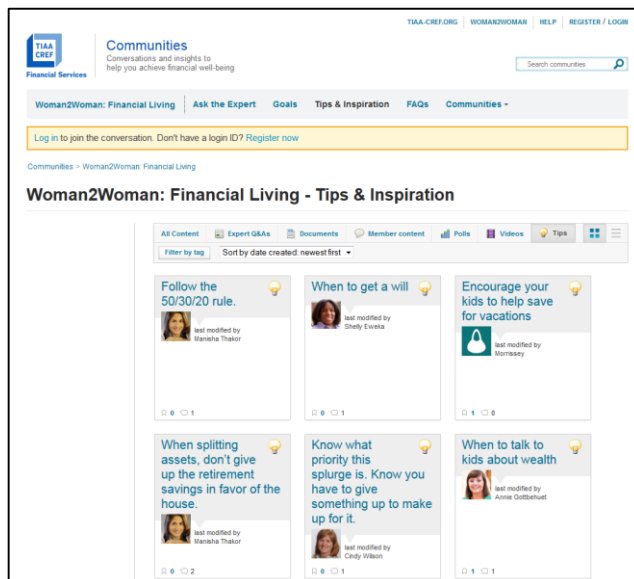 TIAA-CREF.ORG WOMAN2WOMAN HELP REGISTER / LOGIN
TIAA
CREF
Financial Services
Communities
Conversations and insights to
help you achieve financial well-being
Search communities
Woman2Woman: Financial Living Ask the Expert Goals Tips & Inspiration FAQs Communities
Log in to join the conversation. Don't have a login ID? Register now
Communities > Woman2Woman: Financial Living
Woman2Woman: Financial Living - Tips & Inspiration
All Content Expert Q&As Documents Member content Polls Videos Tips
Filter by tag Sort by date created: newest first
Follow the
50/30/20 rule.
last modified by
Manisha Thakor
0 1
When to get a will
last modified by
Shelly Eweka
0 1
Encourage your
kids to help save
for vacations
last modified by
Morrissey
1 0
When splitting
assets, don't give
up the retirement
savings in favor of the
house.
last modified by
Manisha Thakor
0 2
Know what
priority this
splurge is. Know you
have to give
something up to make
up for it.
last modified by
Cindy Wilson
0 1
When to talk to
kids about wealth
last modified by
Annie Gottbehuet
1 1